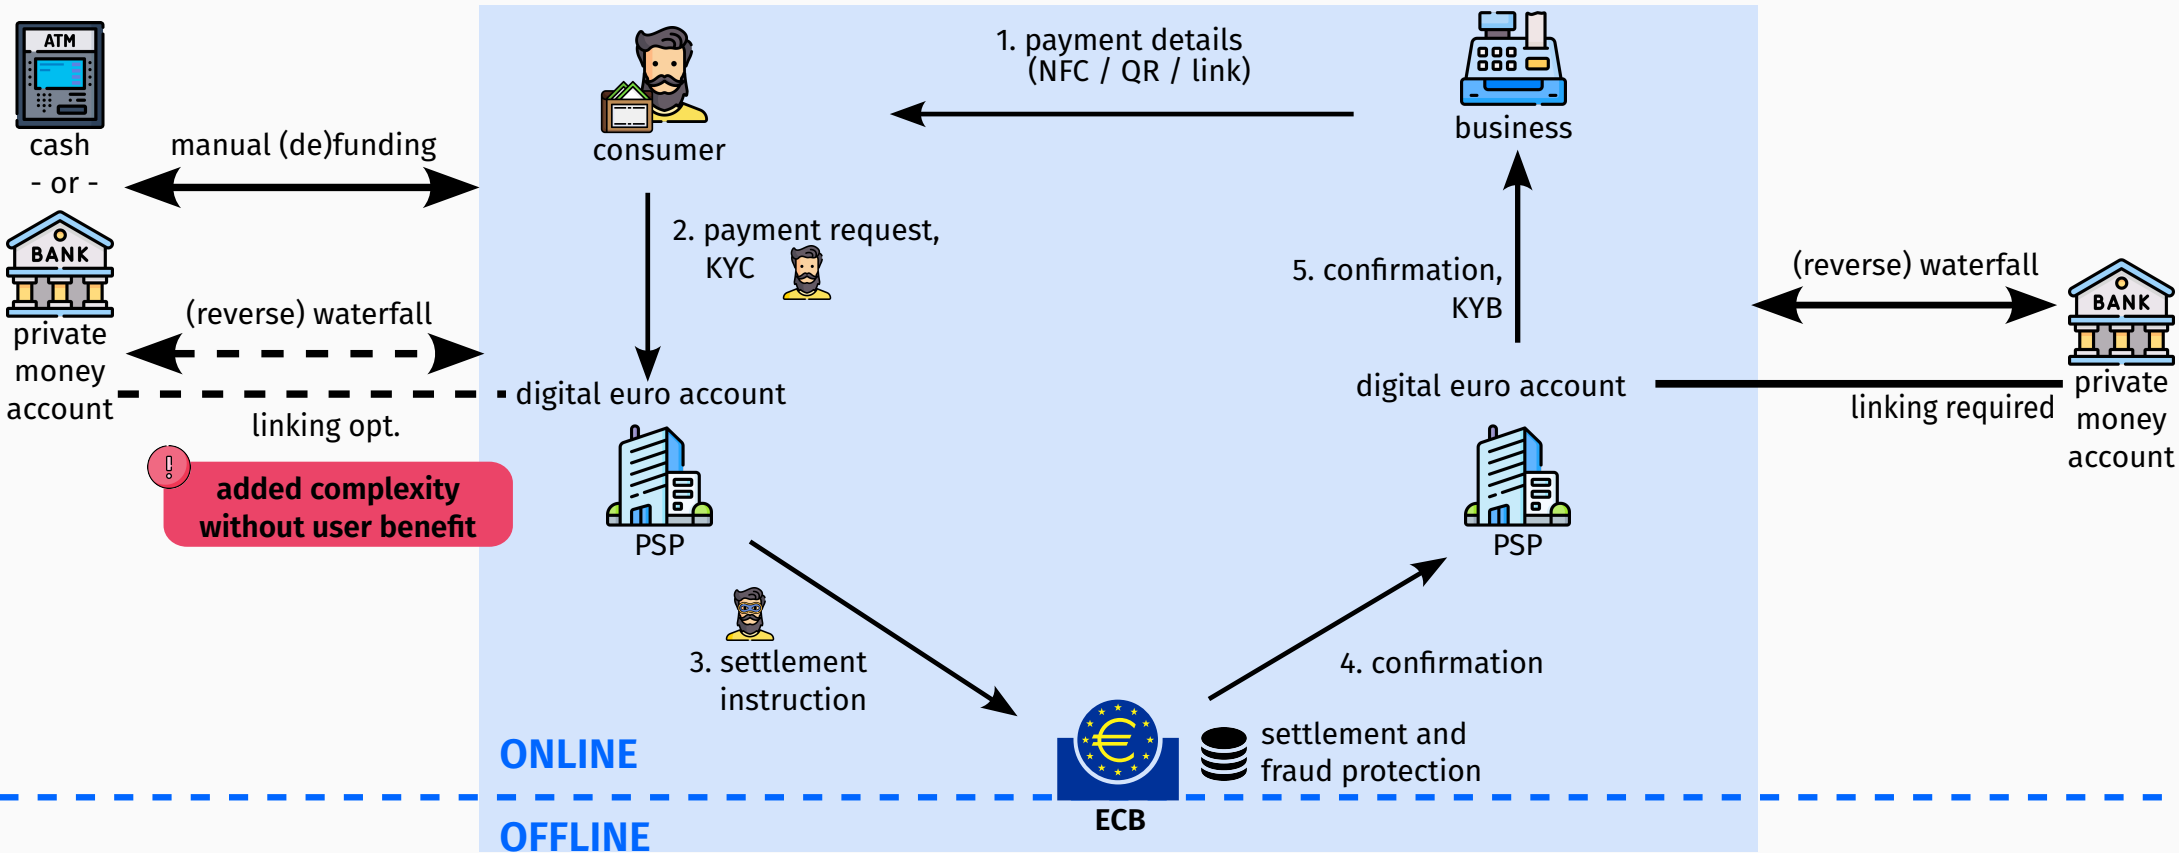 ATM
cash
- or -
BANK
private
money
account
manual (de)funding
(reverse) waterfall
linking opt.
!
added complexity
without user benefit
consumer
1. payment details
(NFC / QR / link)
business
2. payment request,
KYC
digital euro account
PSP
3. settlement
instruction
ECB
settlement and
fraud protection
4. confirmation
PSP
digital euro account
5. confirmation,
KYB
(reverse) waterfall
linking required
BANK
private
money
account
ONLINE
OFFLINE